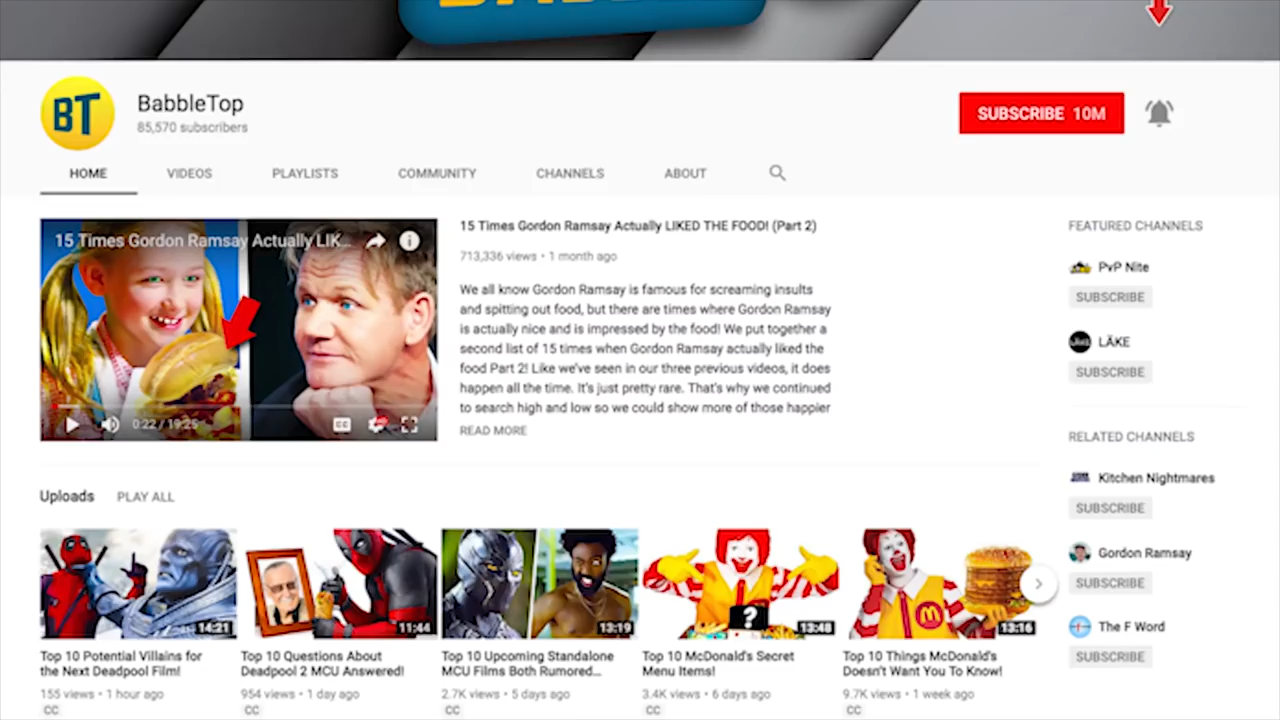 BT
BabbleTop
85,570 subscribers
SUBSCRIBE 10M
HOME VIDEOS PLAYLISTS COMMUNITY CHANNELS ABOUT
15 Times Gordon Ramsay Actually LIK...
0:22 / 19:25
CC
15 Times Gordon Ramsay Actually LIKED THE FOOD! (Part 2)
713,336 views • 1 month ago
We all know Gordon Ramsay is famous for screaming insults
and spitting out food, but there are times where Gordon Ramsay
is actually nice and is impressed by the food! We put together a
second list of 15 times when Gordon Ramsay actually liked the
food Part 2! Like we've seen in our three previous videos, it does
happen all the time. It's just pretty rare. That's why we continued
to search high and low so we could show more of those happier
READ MORE
FEATURED CHANNELS
PvP Nite
SUBSCRIBE
LĀKE
SUBSCRIBE
RELATED CHANNELS
Kitchen Nightmares
SUBSCRIBE
Gordon Ramsay
SUBSCRIBE
The F Word
SUBSCRIBE
Uploads PLAY ALL
14:21
Top 10 Potential Villains for
the Next Deadpool Film!
155 views • 1 hour ago
CC
11:44
Top 10 Questions About
Deadpool 2 MCU Answered!
954 views • 1 day ago
CC
13:19
Top 10 Upcoming Standalone
MCU Films Both Rumored...
2.7K views • 5 days ago
CC
?
13:48
Top 10 McDonald's Secret
Menu Items!
3.4K views • 6 days ago
CC
13:16
Top 10 Things McDonald's
Doesn't Want You To Know!
9.7K views • 1 week ago
CC